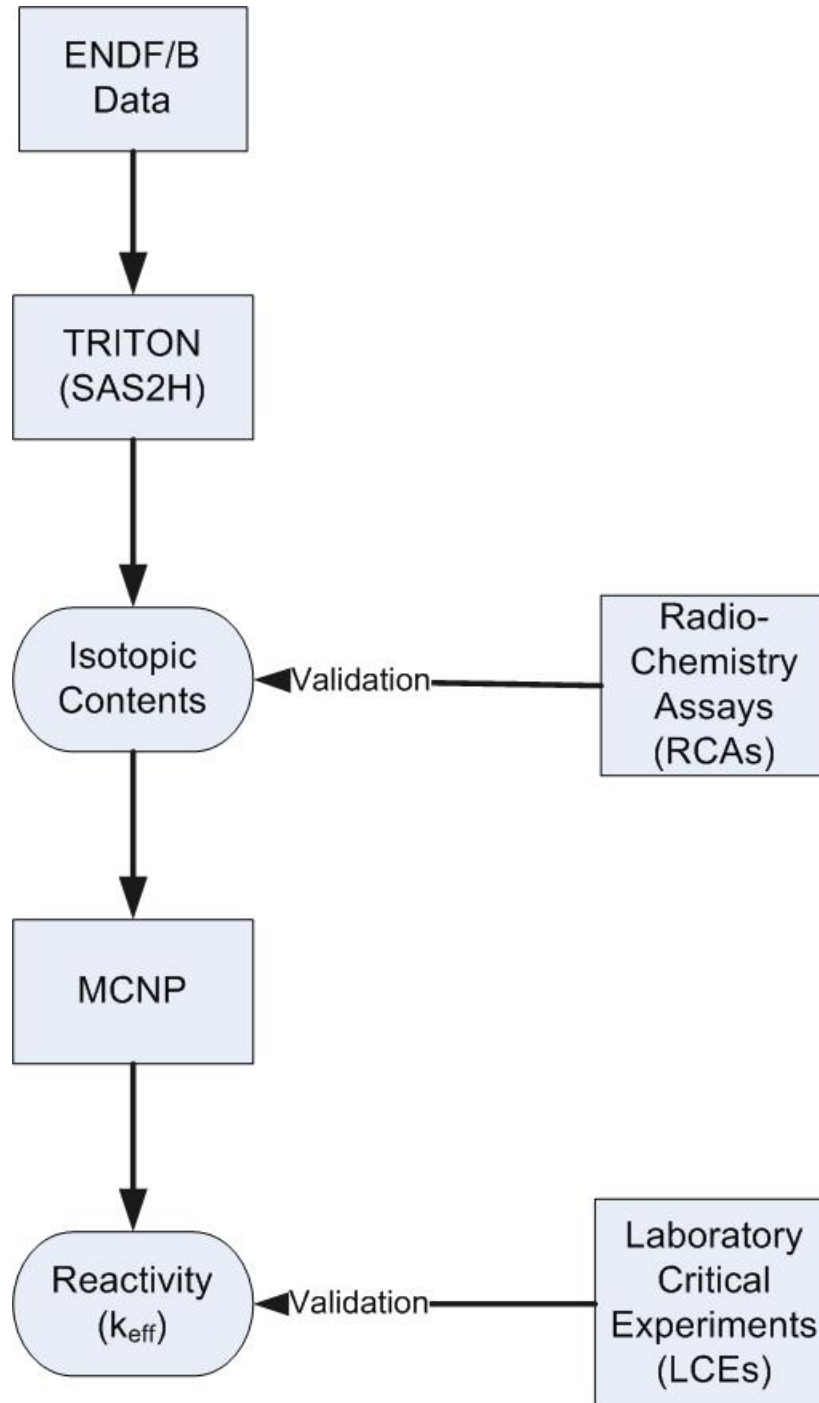 ENDF/B
Data
TRITON
(SAS2H)
Isotopic
Contents
Validation
Radio-
Chemistry
Assays
(RCAs)
MCNP
Reactivity
(keff)
Validation
Laboratory
Critical
Experiments
(LCEs)